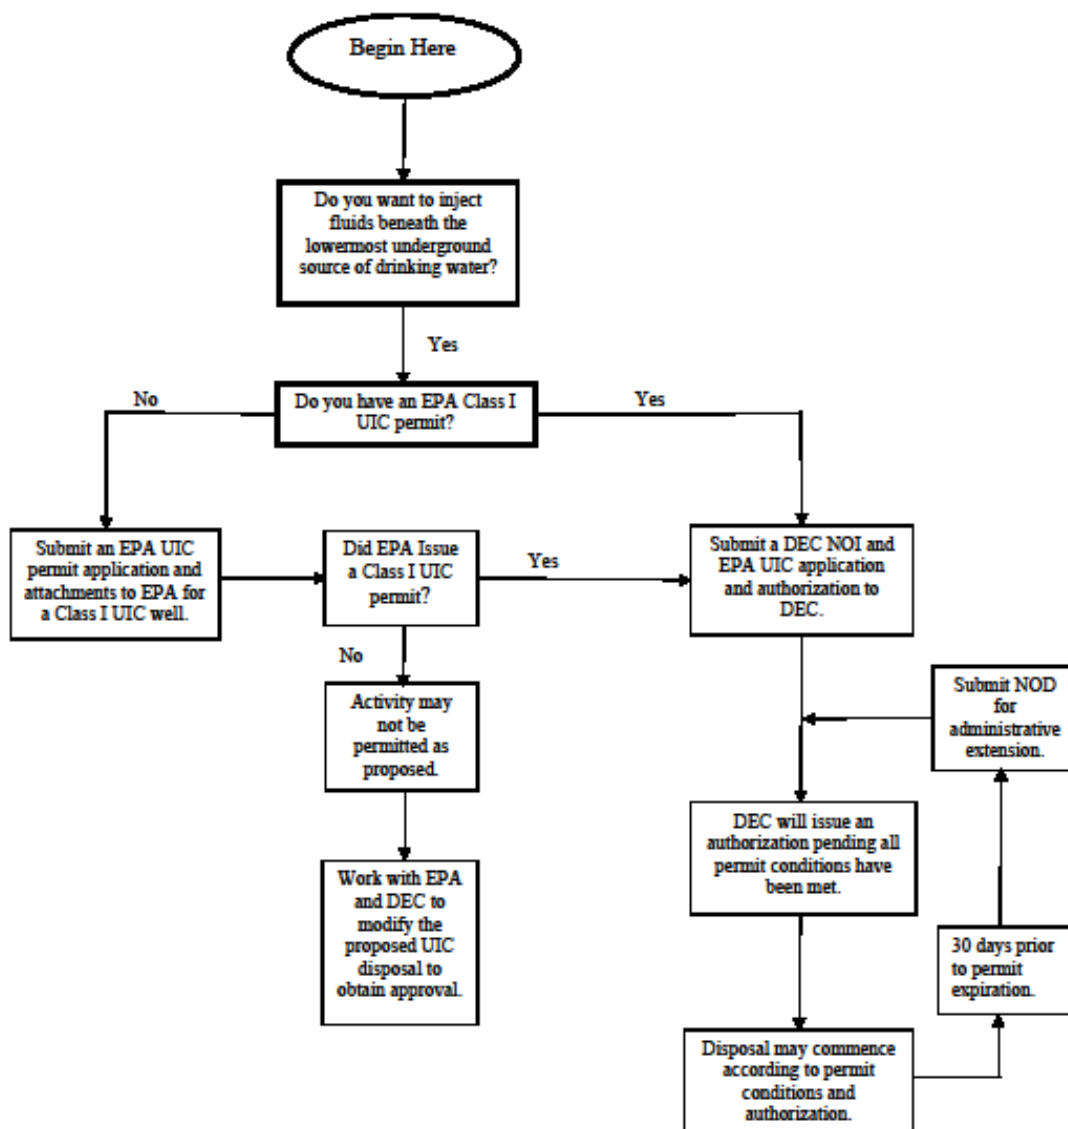 Begin Here
Do you want to inject
fluids beneath the
lowermost underground
source of drinking water?
Yes
No
Do you have an EPA Class I
UIC permit?
Yes
Submit an EPA UIC
permit application and
attachments to EPA for
a Class I UIC well.
Did EPA Issue
a Class I UIC
permit?
Yes
Submit a DEC NOI and
EPA UIC application
and authorization to
DEC.
No
Activity may
not be
permitted as
proposed.
Submit NOD
for
administrative
extension.
DEC will issue an
authorization pending all
permit conditions have
been met.
Work with EPA
and DEC to
modify the
proposed UIC
disposal to
obtain approval.
30 days prior
to permit
expiration.
Disposal may commence
according to permit
conditions and
authorization.